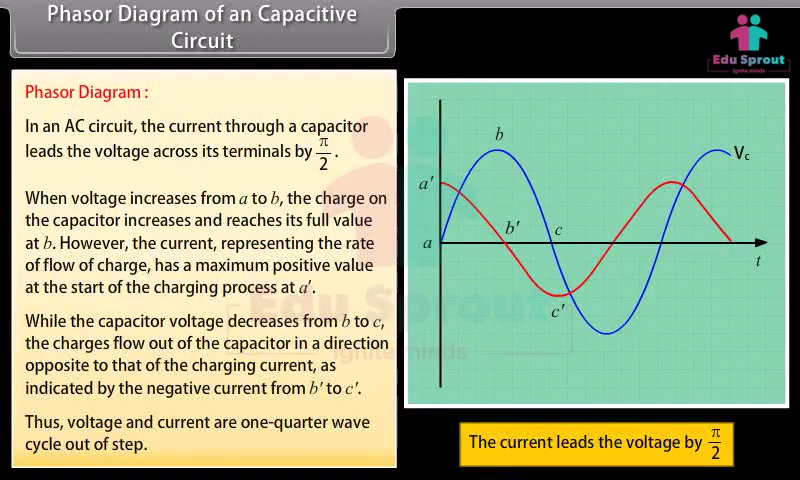 Phasor Diagram of an Capacitive
Circuit
Edu Sprout
Ignite minds
Phasor Diagram :
In an AC circuit, the current through a capacitor
leads the voltage across its terminals by π/2 .
When voltage increases from a to b, the charge on
the capacitor increases and reaches its full value
at b. However, the current, representing the rate
of flow of charge, has a maximum positive value
at the start of the charging process at a′.
While the capacitor voltage decreases from b to c,
the charges flow out of the capacitor in a direction
opposite to that of the charging current, as
indicated by the negative current from b′ to c′.
Thus, voltage and current are one-quarter wave
cycle out of step.
Edu Sprout
Ignite minds
b
Vc
a′
b′
c
a
t
c′
The current leads the voltage by π/2